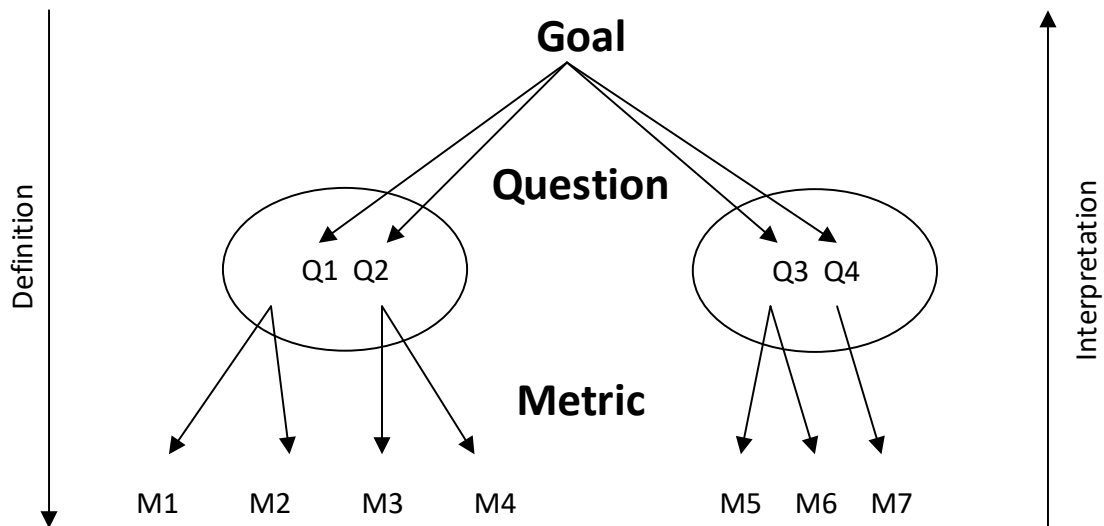 Goal
Question
Definition
Interpretation
Q1 Q2
Q3 Q4
Metric
M1 M2 M3 M4
M5 M6 M7